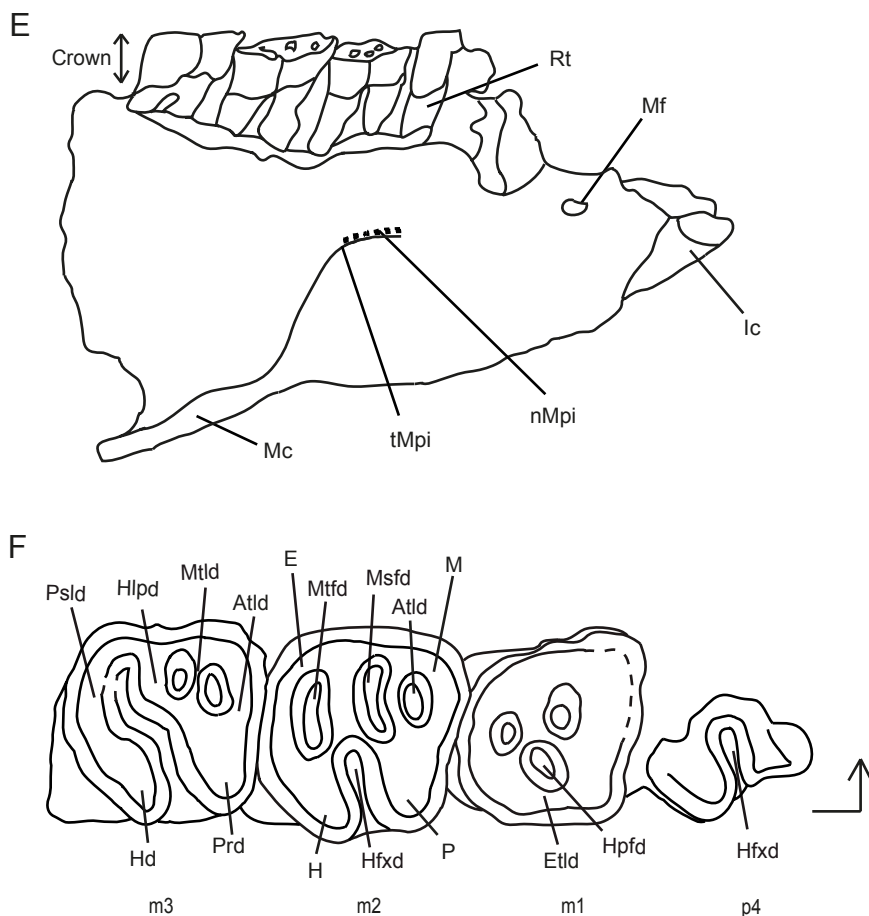 E
Crown
Rt
Mf
Ic
nMpi
tMpi
Mc
F
Psld Hlpd Mtld Atld E Mtfd Msfd Atld M
Hd Prd H Hfxd P Etld Hpfd Hfxd
m3 m2 m1 p4